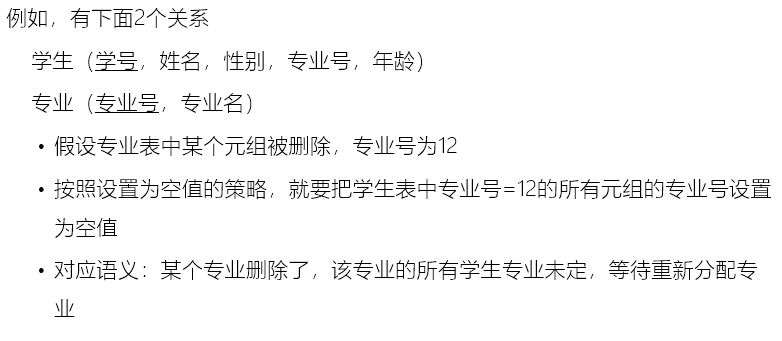 例如，有下面2个关系
学生（学号，姓名，性别，专业号，年龄）
专业（专业号，专业名）
• 假设专业表中某个元组被删除，专业号为12
• 按照设置为空值的策略，就要把学生表中专业号=12的所有元组的专业号设置
为空值
• 对应语义：某个专业删除了，该专业的所有学生专业未定，等待重新分配专
业